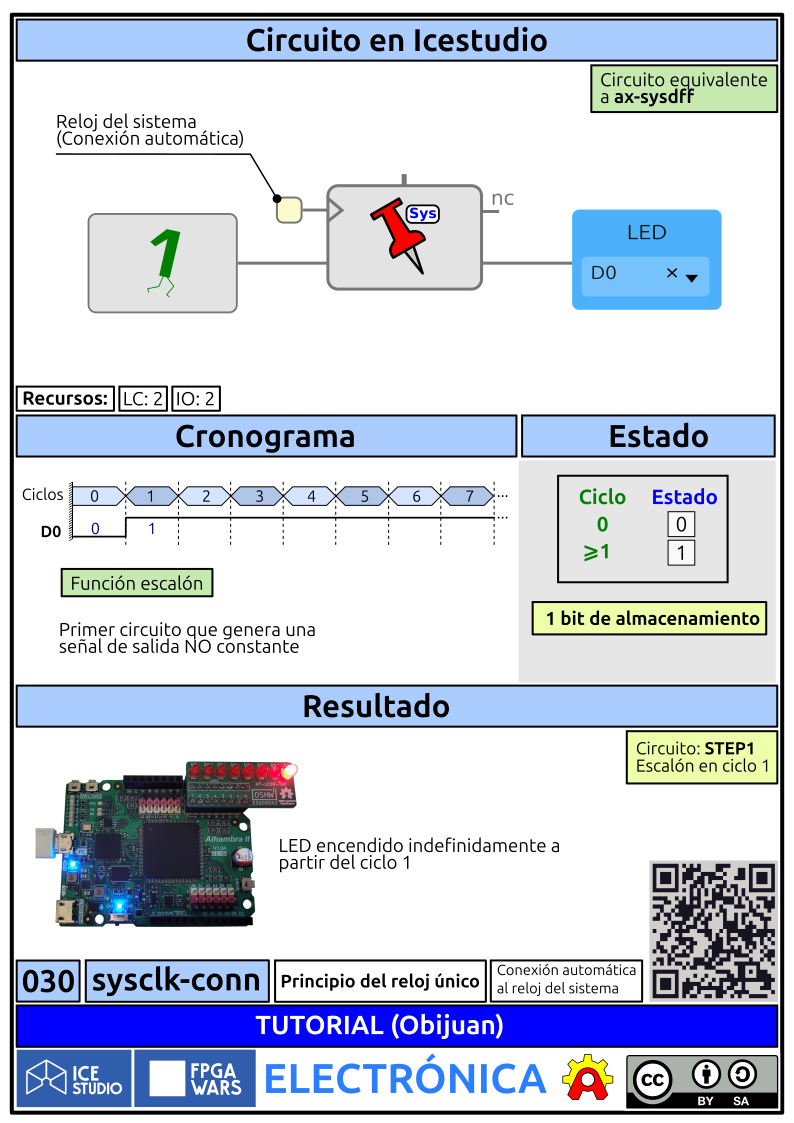 Circuito en Icestudio
Circuito equivalente
a ax-sysdff
Reloj del sistema
(Conexión automática)
1
Sys
nc
LED
D0 × ▾
Recursos: LC: 2 IO: 2
Cronograma
Estado
Ciclos 0 1 2 3 4 5 6 7 ...
D0 0 1 ...
Función escalón
Primer circuito que genera una
señal de salida NO constante
Ciclo Estado
0 0
⩾1 1
1 bit de almacenamiento
Resultado
Circuito: STEP1
Escalón en ciclo 1
OSHW
Alhambra II
LED encendido indefinidamente a
partir del ciclo 1
030
sysclk-conn
Principio del reloj único
Conexión automática
al reloj del sistema
TUTORIAL (Obijuan)
ICE
STUDIO
FPGA
WARS
ELECTRÓNICA
CC
BY SA